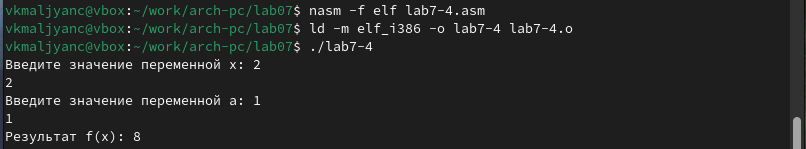 vkmaljyanc@vbox:~/work/arch-pc/lab07$ nasm -f elf lab7-4.asm
vkmaljyanc@vbox:~/work/arch-pc/lab07$ ld -m elf_i386 -o lab7-4 lab7-4.o
vkmaljyanc@vbox:~/work/arch-pc/lab07$ ./lab7-4
Введите значение переменной x: 2
2
Введите значение переменной a: 1
1
Результат f(x): 8